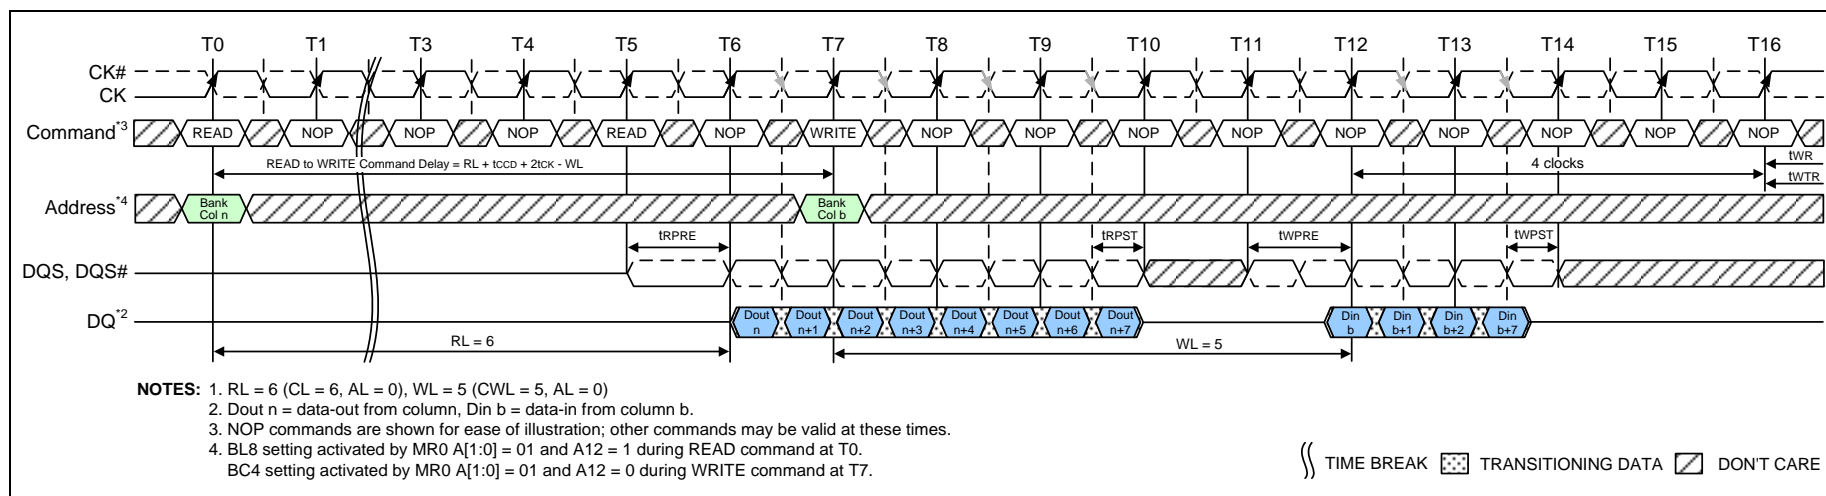 T0 T1 T3 T4 T5 T6 T7 T8 T9 T10 T11 T12 T13 T14 T15 T16
CK#
CK
Command*3 READ NOP NOP NOP READ NOP WRITE NOP NOP NOP NOP NOP NOP NOP NOP NOP
READ to WRITE Command Delay = RL + tCCD + 2tCK - WL
4 clocks
tWR
tWTR
Address*4
Bank
Col n
Bank
Col b
tRPRE tRPST tWPRE tWPST
DQS, DQS#
DQ*2
Dout
n
Dout
n+1
Dout
n+2
Dout
n+3
Dout
n+4
Dout
n+5
Dout
n+6
Dout
n+7
Din
b
Din
b+1
Din
b+2
Din
b+7
RL = 6
WL = 5
NOTES: 1. RL = 6 (CL = 6, AL = 0), WL = 5 (CWL = 5, AL = 0)
2. Dout n = data-out from column, Din b = data-in from column b.
3. NOP commands are shown for ease of illustration; other commands may be valid at these times.
4. BL8 setting activated by MR0 A[1:0] = 01 and A12 = 1 during READ command at T0.
BC4 setting activated by MR0 A[1:0] = 01 and A12 = 0 during WRITE command at T7.
TIME BREAK TRANSITIONING DATA DON'T CARE